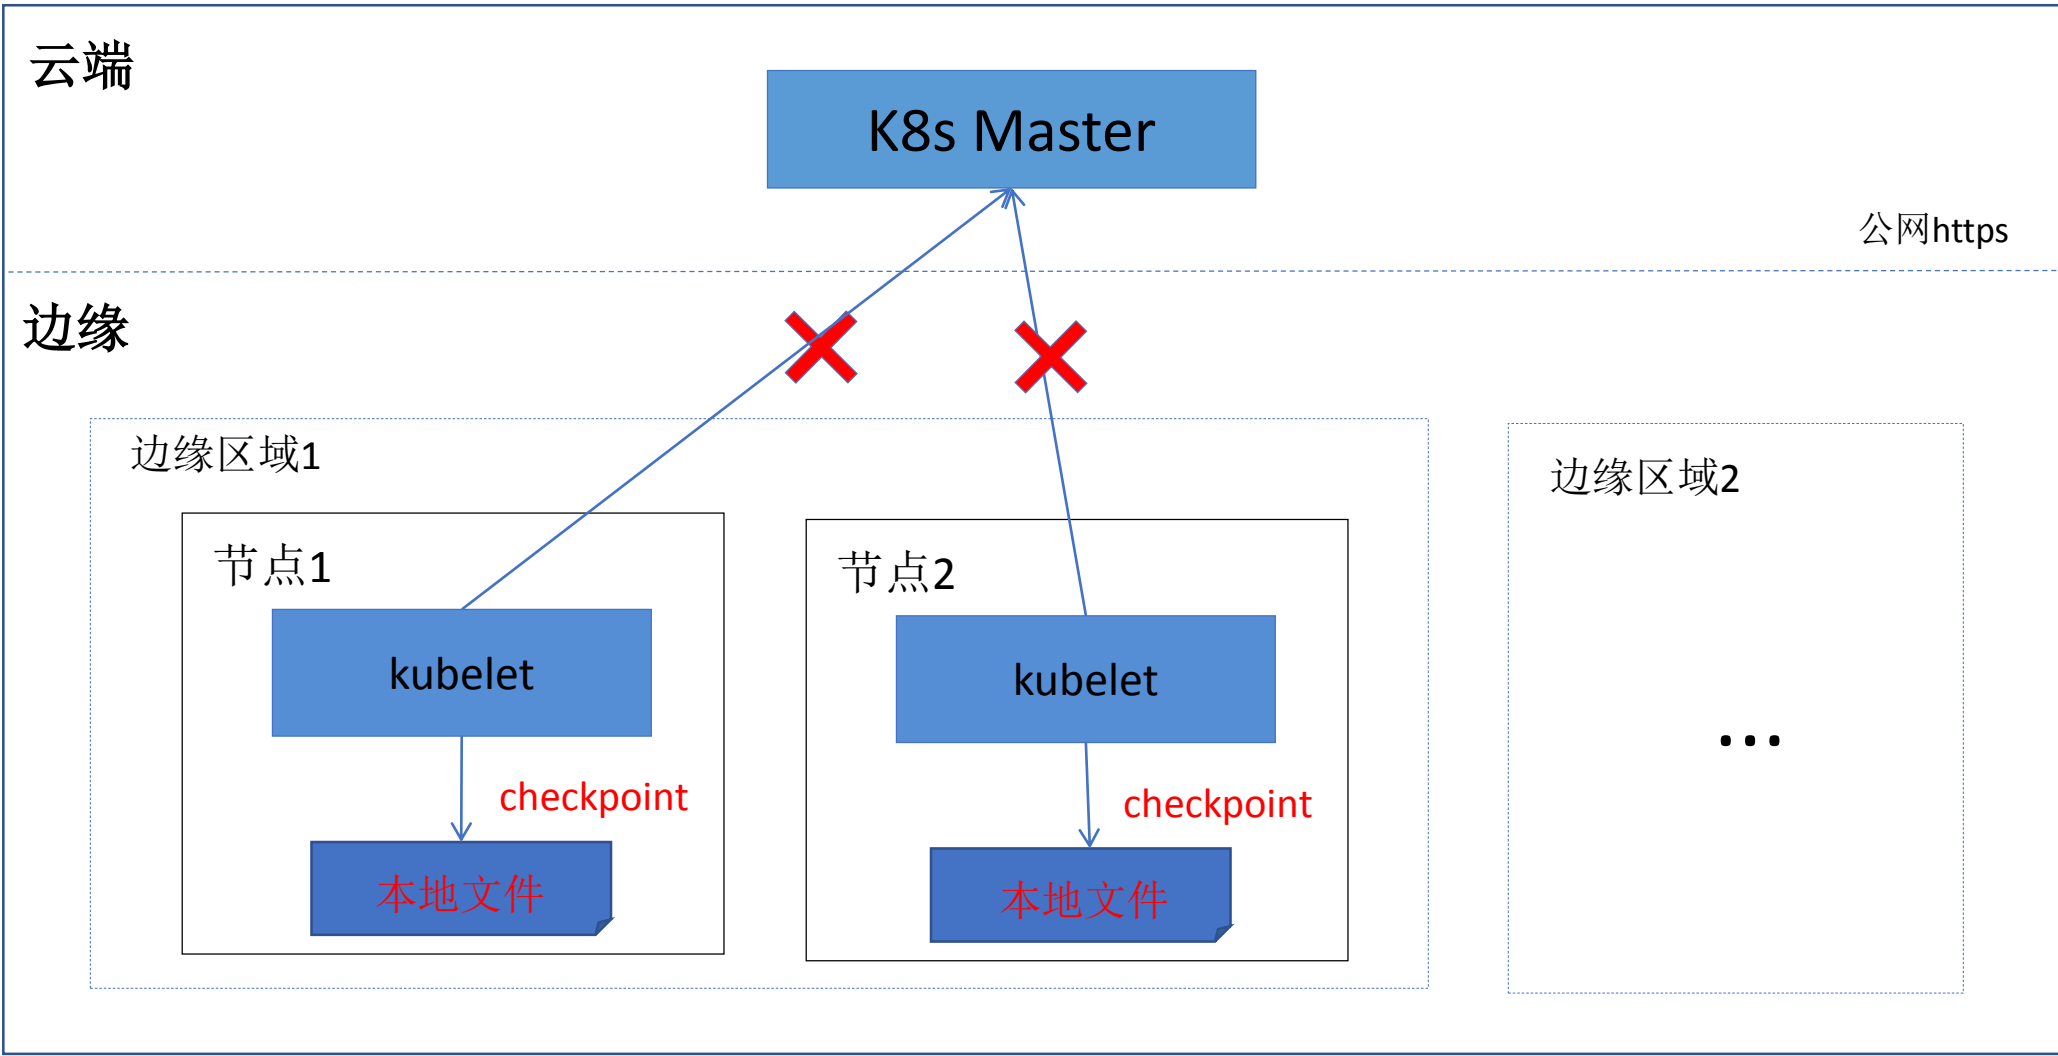 云端
K8s Master
公网https
边缘
边缘区域1
边缘区域2
节点1
节点2
kubelet
kubelet
...
checkpoint
checkpoint
本地文件
本地文件